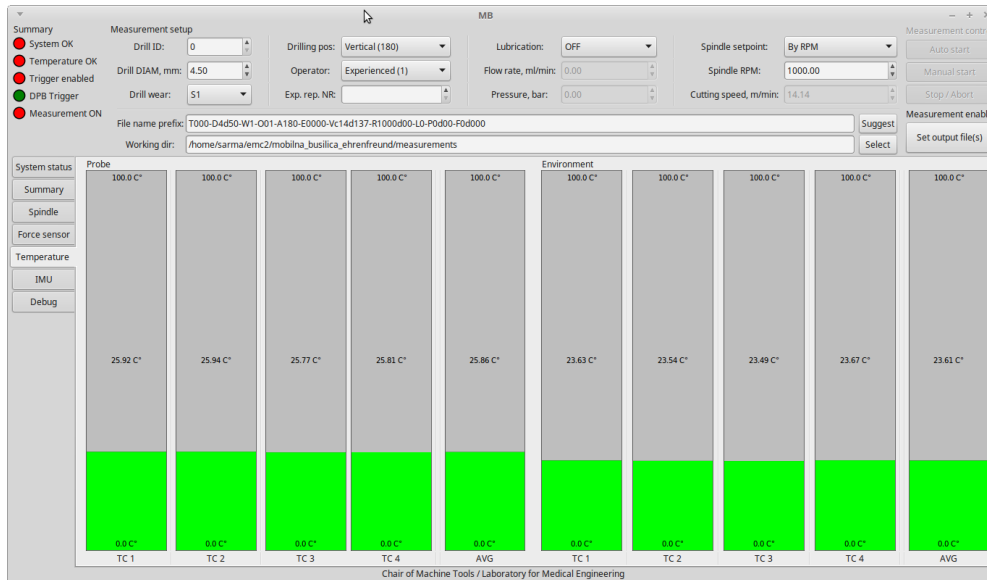 MB
Summary
Measurement setup
Measurement contr
System OK
Drill ID: 0
Drilling pos: Vertical (180)
Lubrication: OFF
Spindle setpoint: By RPM
Auto start
Temperature OK
Trigger enabled
Drill DIAM, mm: 4.50
Operator: Experienced (1)
Flow rate, ml/min: 0.00
Spindle RPM: 1000.00
Manual start
DPB Trigger
Drill wear: S1
Exp. rep. NR:
Pressure, bar: 0.00
Cutting speed, m/min: 14.14
Stop / Abort
Measurement ON
Measurement enabl
File name prefix: T000-D4d50-W1-O01-A180-E0000-Vc14d137-R1000d00-L0-P0d00-F0d000
Suggest
Set output file(s)
Working dir: /home/sarma/emc2/mobilna_busilica_ehrenfreund/measurements
Select
System status
Summary
Spindle
Force sensor
Temperature
IMU
Debug
Probe
Environment
100.0 C° 100.0 C° 100.0 C° 100.0 C° 100.0 C° 100.0 C° 100.0 C° 100.0 C° 100.0 C° 100.0 C°
25.92 C° 25.94 C° 25.77 C° 25.81 C° 25.86 C° 23.63 C° 23.54 C° 23.49 C° 23.67 C° 23.61 C°
0.0 C° 0.0 C° 0.0 C° 0.0 C° 0.0 C° 0.0 C° 0.0 C° 0.0 C° 0.0 C° 0.0 C°
TC 1 TC 2 TC 3 TC 4 AVG TC 1 TC 2 TC 3 TC 4 AVG
Chair of Machine Tools / Laboratory for Medical Engineering